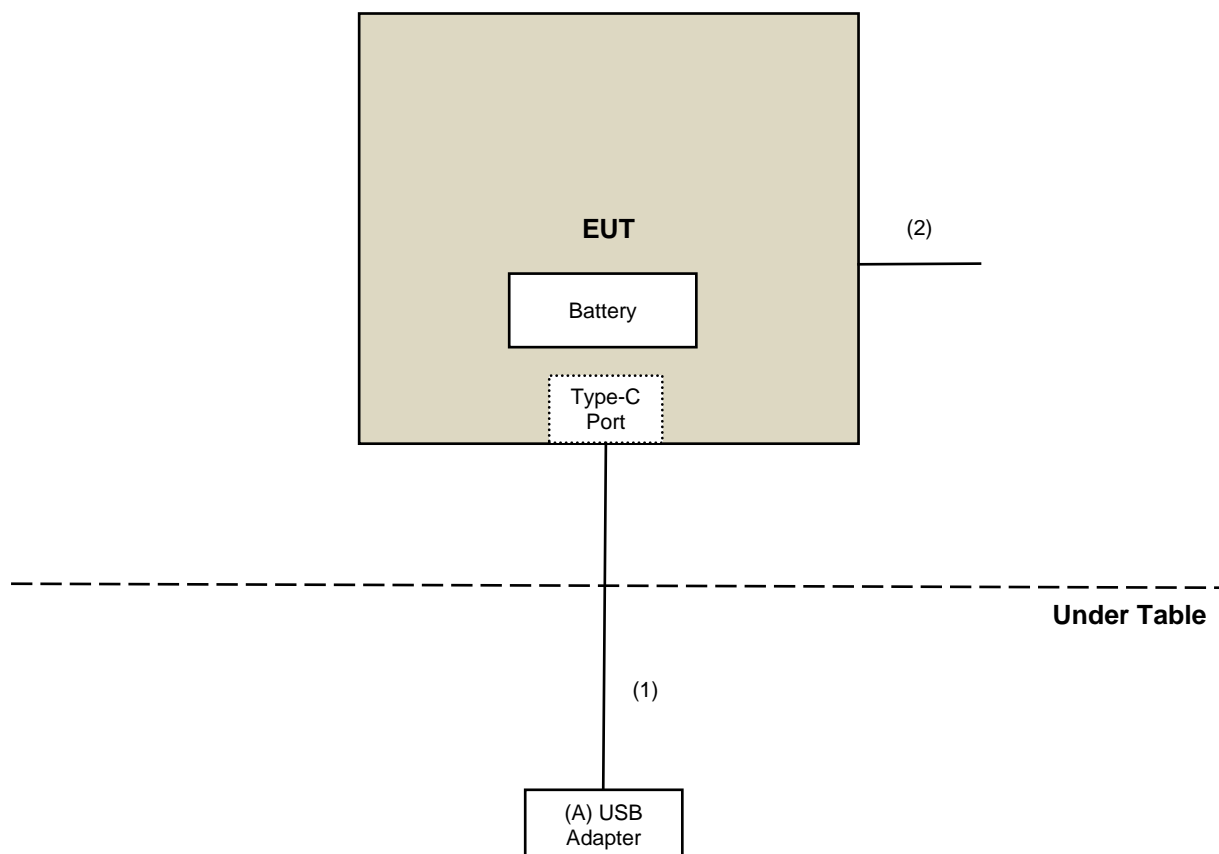 EUT
(2)
Battery
Type-C
Port
Under Table
(1)
(A) USB
Adapter